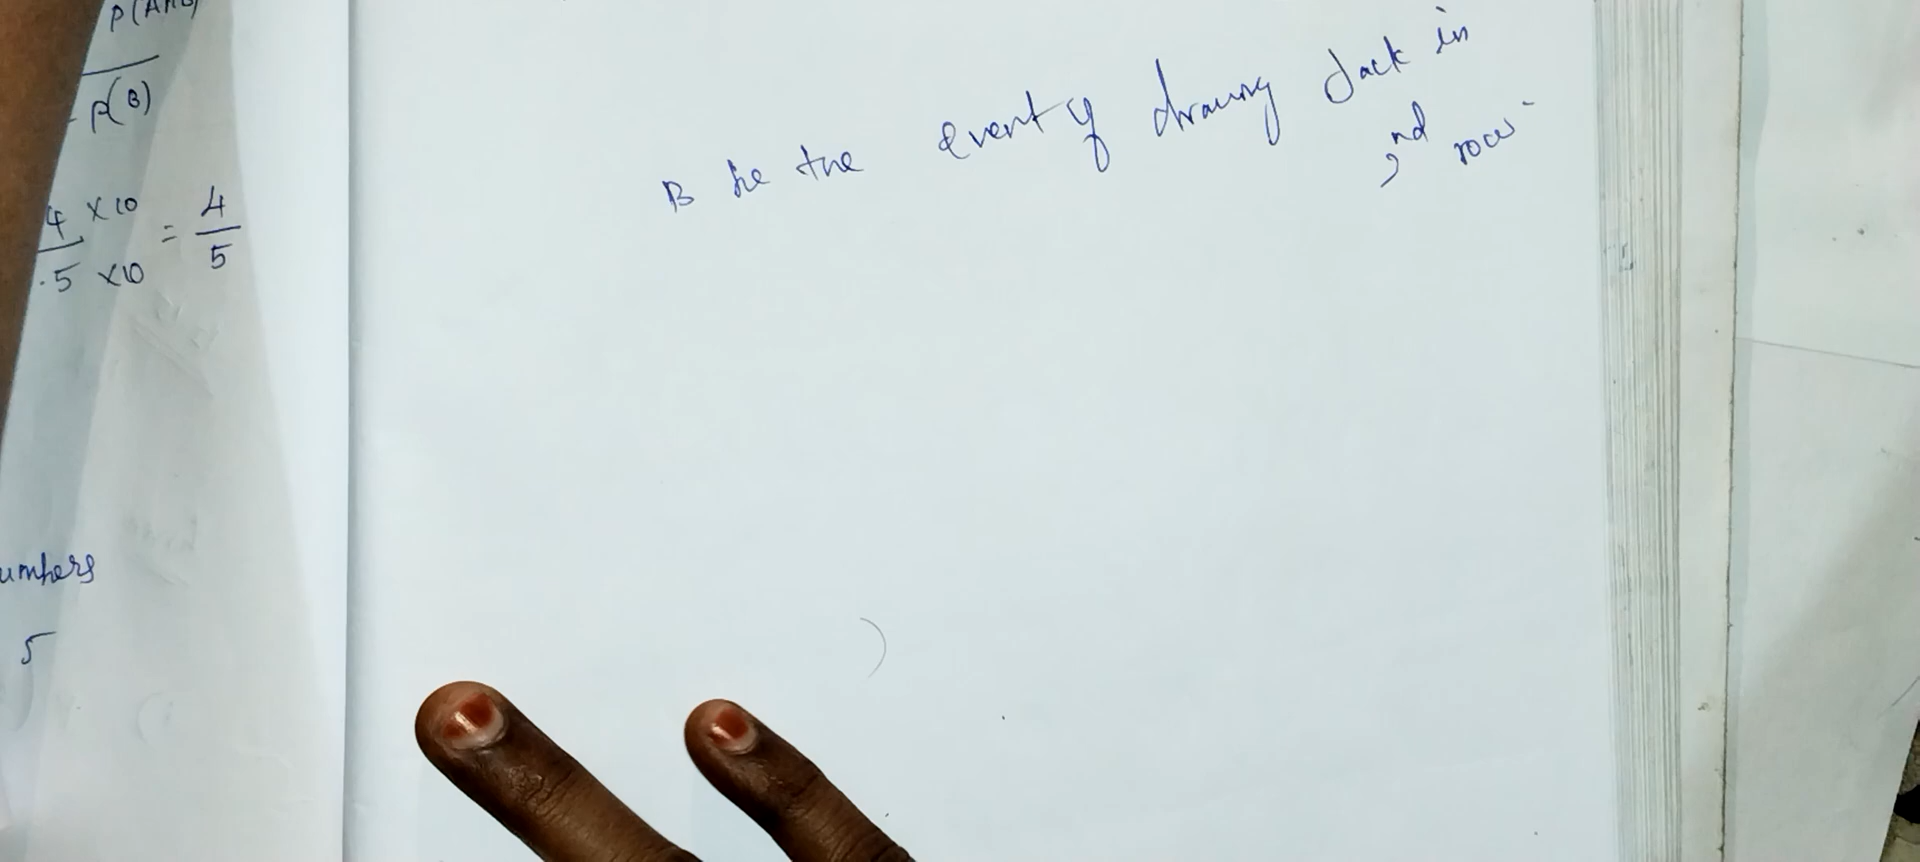 P(A∩B)
P(B)
4 × 10
.5 × 10
= 4
5
umbers
5
B be the event of drawing Jack in
2nd row